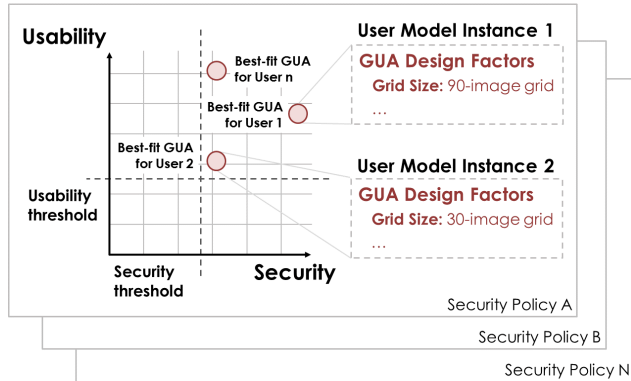 Usability
Best-fit GUA
for User n
Best-fit GUA
for User 1
Best-fit GUA
for User 2
Usability
threshold
Security
threshold
Security
User Model Instance 1
GUA Design Factors
Grid Size: 90-image grid
...
User Model Instance 2
GUA Design Factors
Grid Size: 30-image grid
...
Security Policy A
Security Policy B
Security Policy N